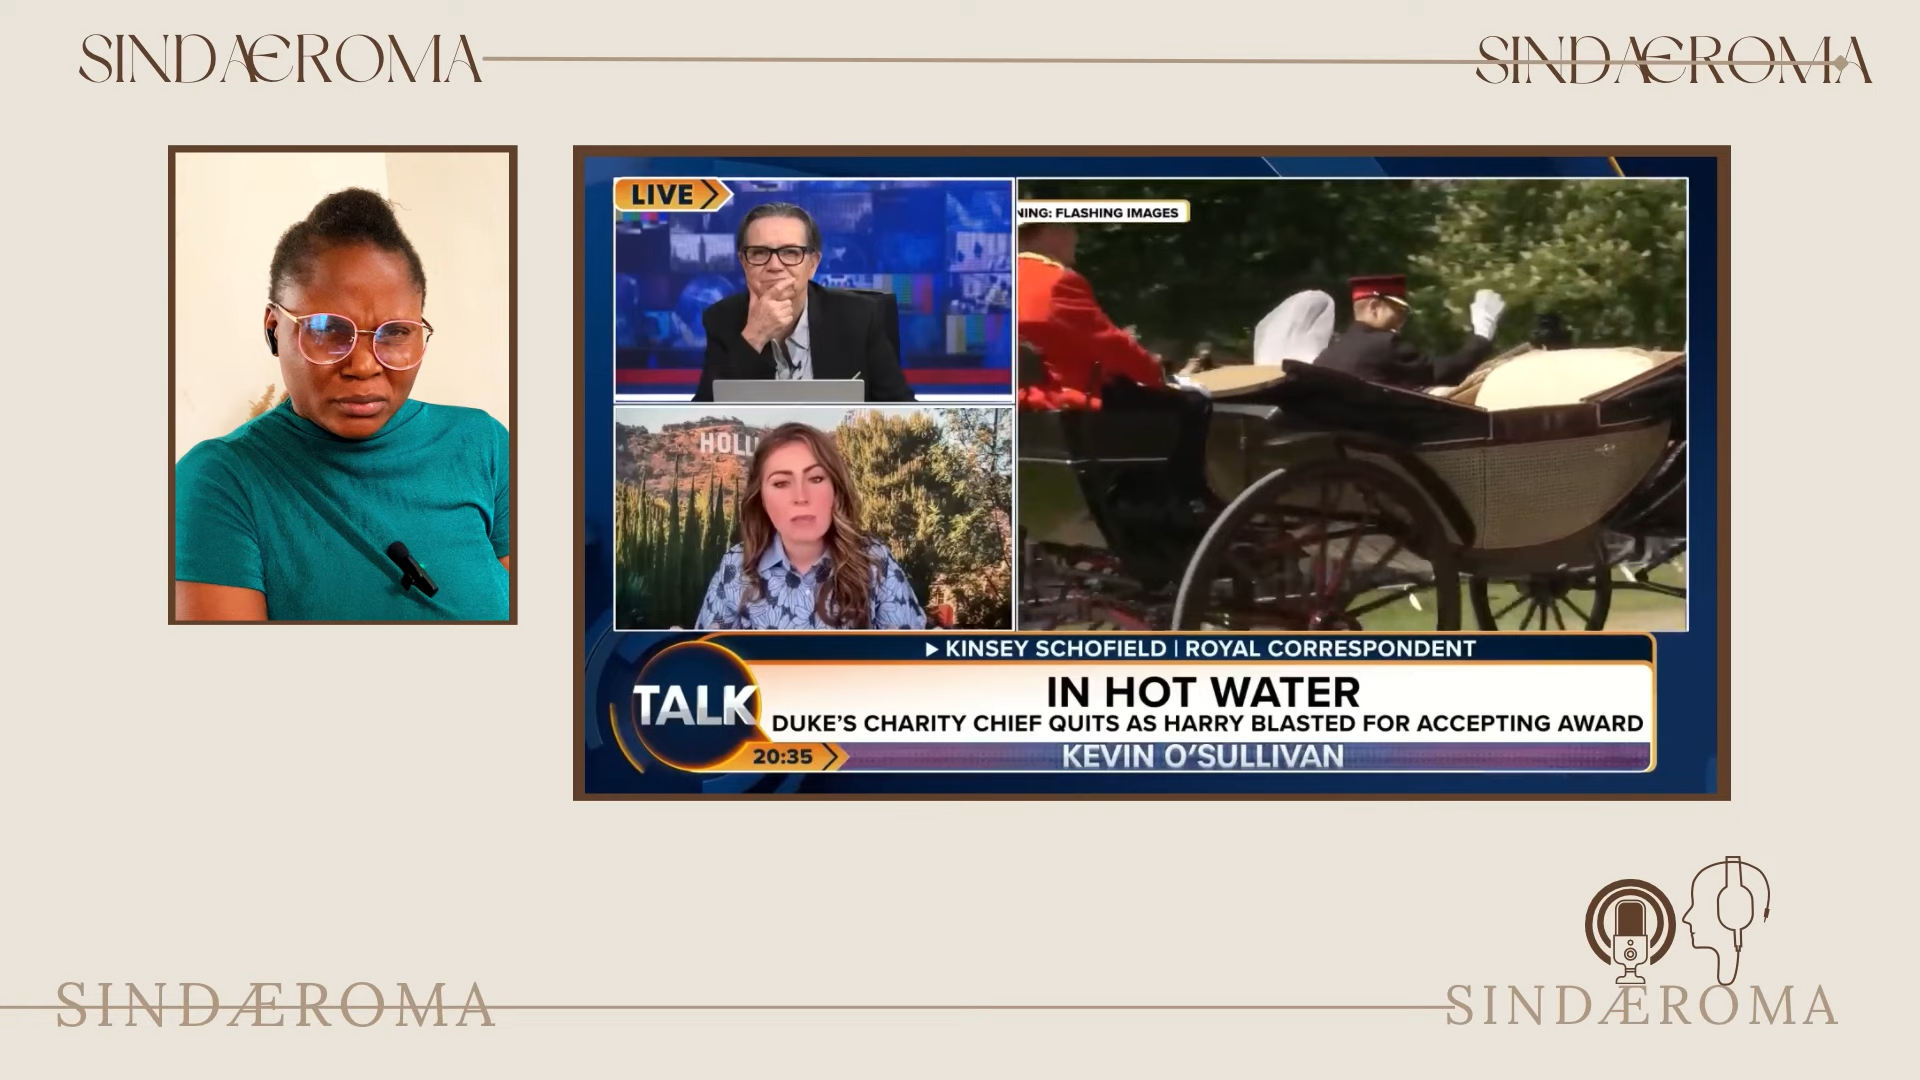 SINDÆROMA
SINDÆROMA
LIVE
NING: FLASHING IMAGES
HOLL
▶ KINSEY SCHOFIELD | ROYAL CORRESPONDENT
TALK
IN HOT WATER
DUKE'S CHARITY CHIEF QUITS AS HARRY BLASTED FOR ACCEPTING AWARD
20:35
KEVIN O'SULLIVAN
SINDÆROMA
SINDÆROMA